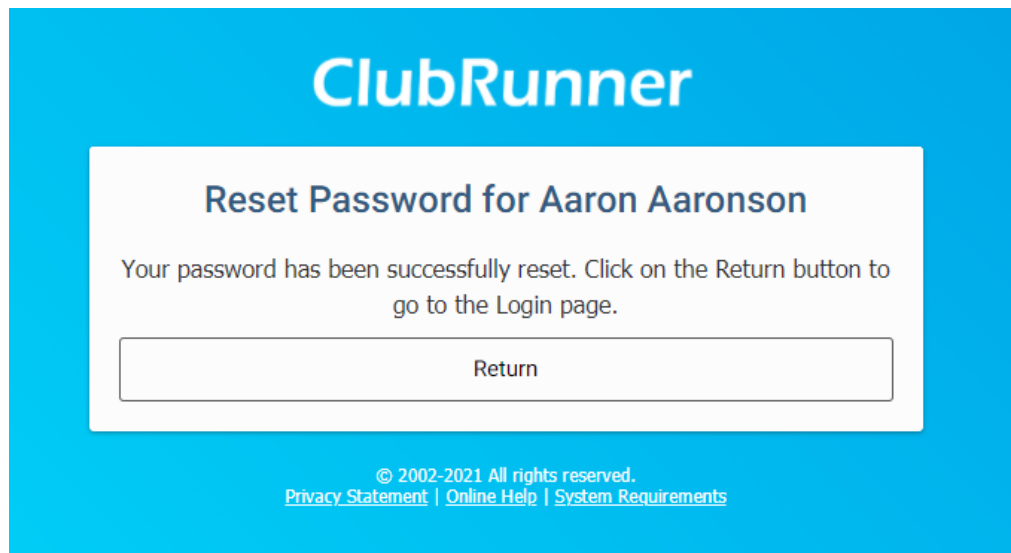 ClubRunner
Reset Password for Aaron Aaronson
Your password has been successfully reset. Click on the Return button to
go to the Login page.
Return
© 2002-2021 All rights reserved.
Privacy Statement | Online Help | System Requirements